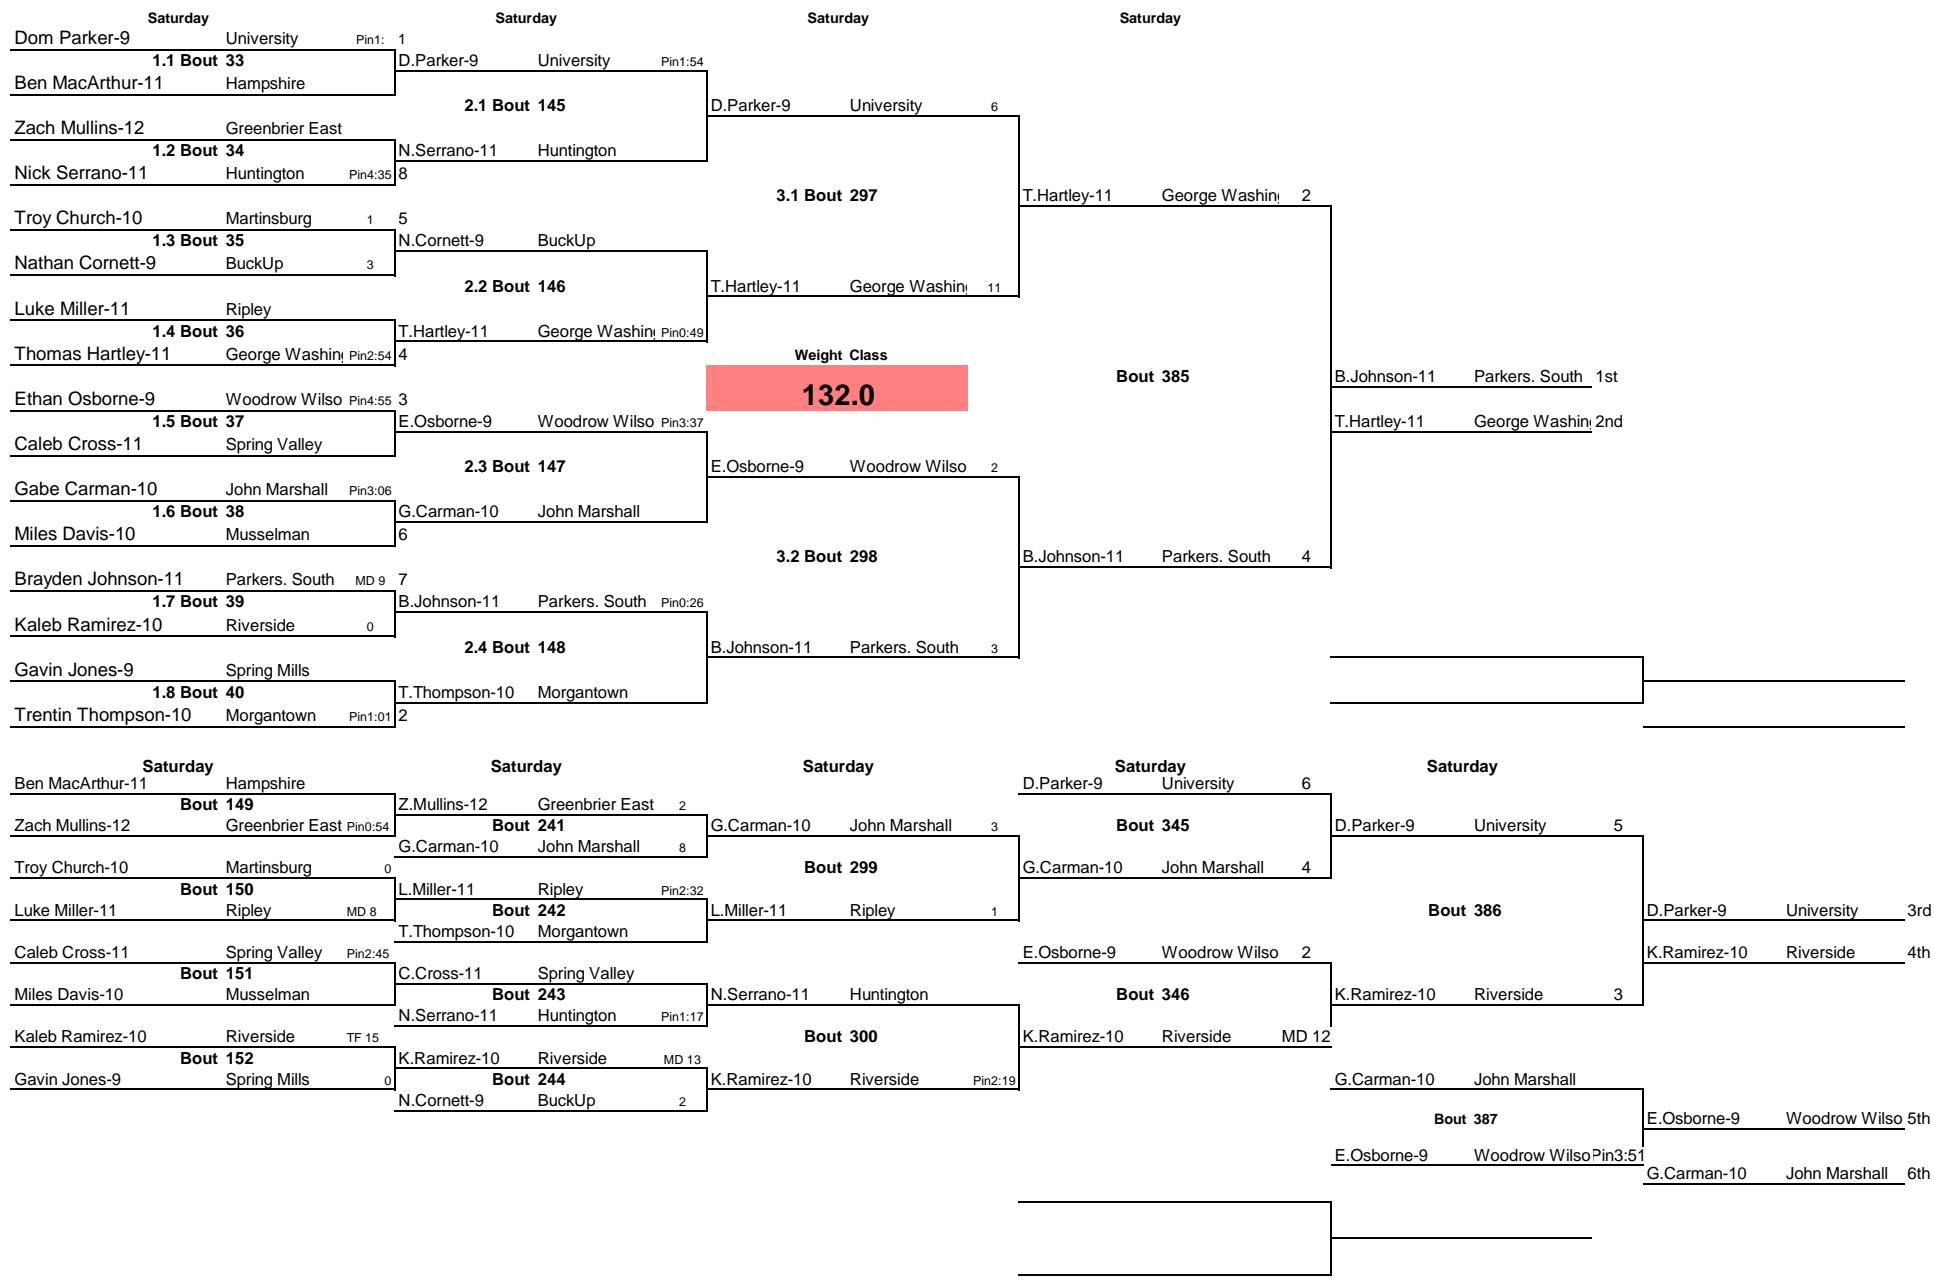 Saturday Saturday Saturday Saturday
Dom Parker-9 University Pin1: 1
1.1 Bout 33 D.Parker-9 University Pin1:54
Ben MacArthur-11 Hampshire
2.1 Bout 145 D.Parker-9 University 6
Zach Mullins-12 Greenbrier East
1.2 Bout 34 N.Serrano-11 Huntington
Nick Serrano-11 Huntington Pin4:35 8
3.1 Bout 297 T.Hartley-11 George Washin 2
Troy Church-10 Martinsburg 1 5
1.3 Bout 35 N.Cornett-9 BuckUp
Nathan Cornett-9 BuckUp 3
2.2 Bout 146 T.Hartley-11 George Washin 11
Luke Miller-11 Ripley
1.4 Bout 36 T.Hartley-11 George Washin Pin0:49
Thomas Hartley-11 George Washin Pin2:54 4 Weight Class
Bout 385 B.Johnson-11 Parkers. South 1st
Ethan Osborne-9 Woodrow Wilso Pin4:55 3 132.0
1.5 Bout 37 E.Osborne-9 Woodrow Wilso Pin3:37 T.Hartley-11 George Washin 2nd
Caleb Cross-11 Spring Valley
2.3 Bout 147 E.Osborne-9 Woodrow Wilso 2
Gabe Carman-10 John Marshall Pin3:06
1.6 Bout 38 G.Carman-10 John Marshall
Miles Davis-10 Musselman 6
3.2 Bout 298 B.Johnson-11 Parkers. South 4
Brayden Johnson-11 Parkers. South MD 9 7
1.7 Bout 39 B.Johnson-11 Parkers. South Pin0:26
Kaleb Ramirez-10 Riverside 0
2.4 Bout 148 B.Johnson-11 Parkers. South 3
Gavin Jones-9 Spring Mills
1.8 Bout 40 T.Thompson-10 Morgantown
Trentin Thompson-10 Morgantown Pin1:01 2
Saturday Saturday Saturday Saturday Saturday
Ben MacArthur-11 Hampshire D.Parker-9 University 6
Bout 149 Z.Mullins-12 Greenbrier East 2
Zach Mullins-12 Greenbrier East Pin0:54 Bout 241 G.Carman-10 John Marshall 3 Bout 345 D.Parker-9 University 5
G.Carman-10 John Marshall 8
Troy Church-10 Martinsburg 0 Bout 299 G.Carman-10 John Marshall 4
Bout 150 L.Miller-11 Ripley Pin2:32
Luke Miller-11 Ripley MD 8 Bout 242 L.Miller-11 Ripley 1 Bout 386 D.Parker-9 University 3rd
T.Thompson-10 Morgantown
Caleb Cross-11 Spring Valley Pin2:45 E.Osborne-9 Woodrow Wilso 2 K.Ramirez-10 Riverside 4th
Bout 151 C.Cross-11 Spring Valley
Miles Davis-10 Musselman Bout 243 N.Serrano-11 Huntington Bout 346 K.Ramirez-10 Riverside 3
N.Serrano-11 Huntington Pin1:17
Kaleb Ramirez-10 Riverside TF 15 Bout 300 K.Ramirez-10 Riverside MD 12
Bout 152 K.Ramirez-10 Riverside MD 13
Gavin Jones-9 Spring Mills 0 Bout 244 K.Ramirez-10 Riverside Pin2:19 G.Carman-10 John Marshall
N.Cornett-9 BuckUp 2
Bout 387 E.Osborne-9 Woodrow Wilso 5th
E.Osborne-9 Woodrow Wilso Pin3:51
G.Carman-10 John Marshall 6th